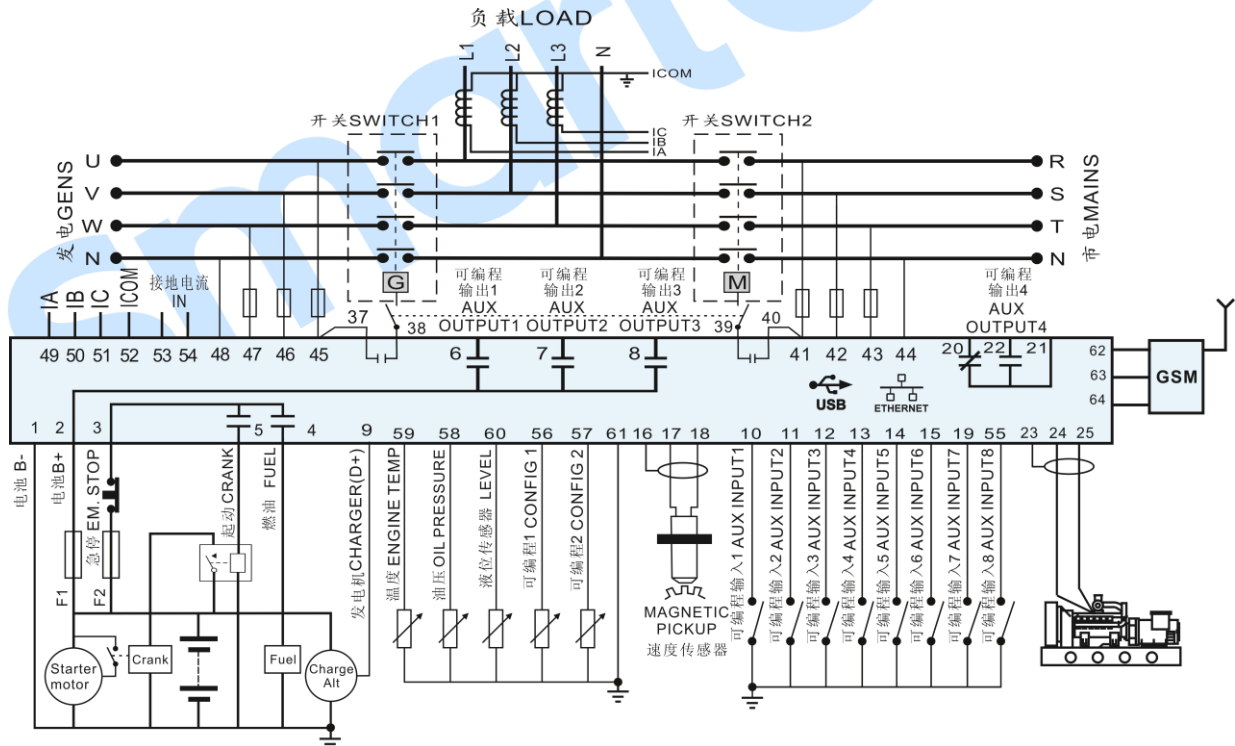 smart
负载LOAD
L1
L2
L3
N
ICOM
IC
IB
IA
开关SWITCH1
开关SWITCH2
发电GENS
U
V
W
N
R
S
T
N
市电MAINS
G
M
IA
IB
IC
ICOM
接地电流
IN
37
38
可编程
输出1
AUX
OUTPUT1
可编程
输出2
AUX
OUTPUT2
可编程
输出3
AUX
OUTPUT3
39
40
可编程
输出4
AUX
OUTPUT4
49
50
51
52
53
54
48
47
46
45
6
7
8
41
42
43
44
20
22
21
62
63
64
GSM
USB
ETHERNET
1
2
3
5
4
9
59
58
60
56
57
61
16
17
18
10
11
12
13
14
15
19
55
23
24
25
电池 B-
电池B+
急停 EM. STOP
起动 CRANK
燃油 FUEL
发电机CHARGER(D+)
温度 ENGINE TEMP
油压 OIL PRESSURE
液位传感器 LEVEL
可编程1 CONFIG 1
可编程2 CONFIG 2
可编程输入1 AUX INPUT1
可编程输入2 AUX INPUT2
可编程输入3 AUX INPUT3
可编程输入4 AUX INPUT4
可编程输入5 AUX INPUT5
可编程输入6 AUX INPUT6
可编程输入7 AUX INPUT7
可编程输入8 AUX INPUT8
F1
F2
MAGNETIC
PICKUP
速度传感器
Starter
motor
Crank
Fuel
Charge
Alt